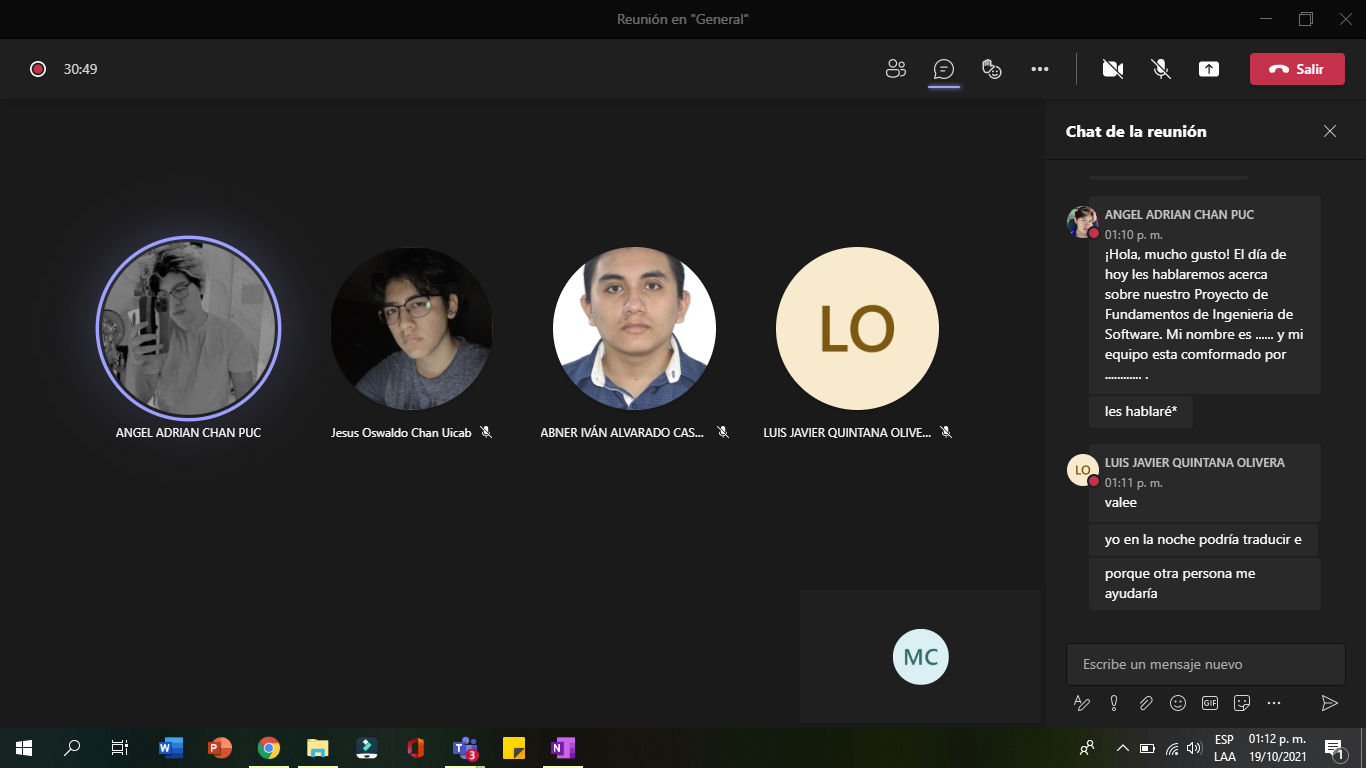 Reunión en "General"
30:49
Salir
Chat de la reunión
ANGEL ADRIAN CHAN PUC
01:10 p. m.
¡Hola, mucho gusto! El día de
hoy les hablaremos acerca
sobre nuestro Proyecto de
Fundamentos de Ingenieria de
Software. Mi nombre es ...... y mi
equipo esta comformado por
............. .
les hablaré*
LO
LUIS JAVIER QUINTANA OLIVERA
01:11 p. m.
valee
yo en la noche podría traducir e
porque otra persona me
ayudaría
LO
ANGEL ADRIAN CHAN PUC
Jesus Oswaldo Chan Uicab
ABNER IVÁN ALVARADO CAS...
LUIS JAVIER QUINTANA OLIVE...
MC
Escribe un mensaje nuevo
GIF
W
P
T
3
N
ESP
LAA
01:12 p. m.
19/10/2021
1